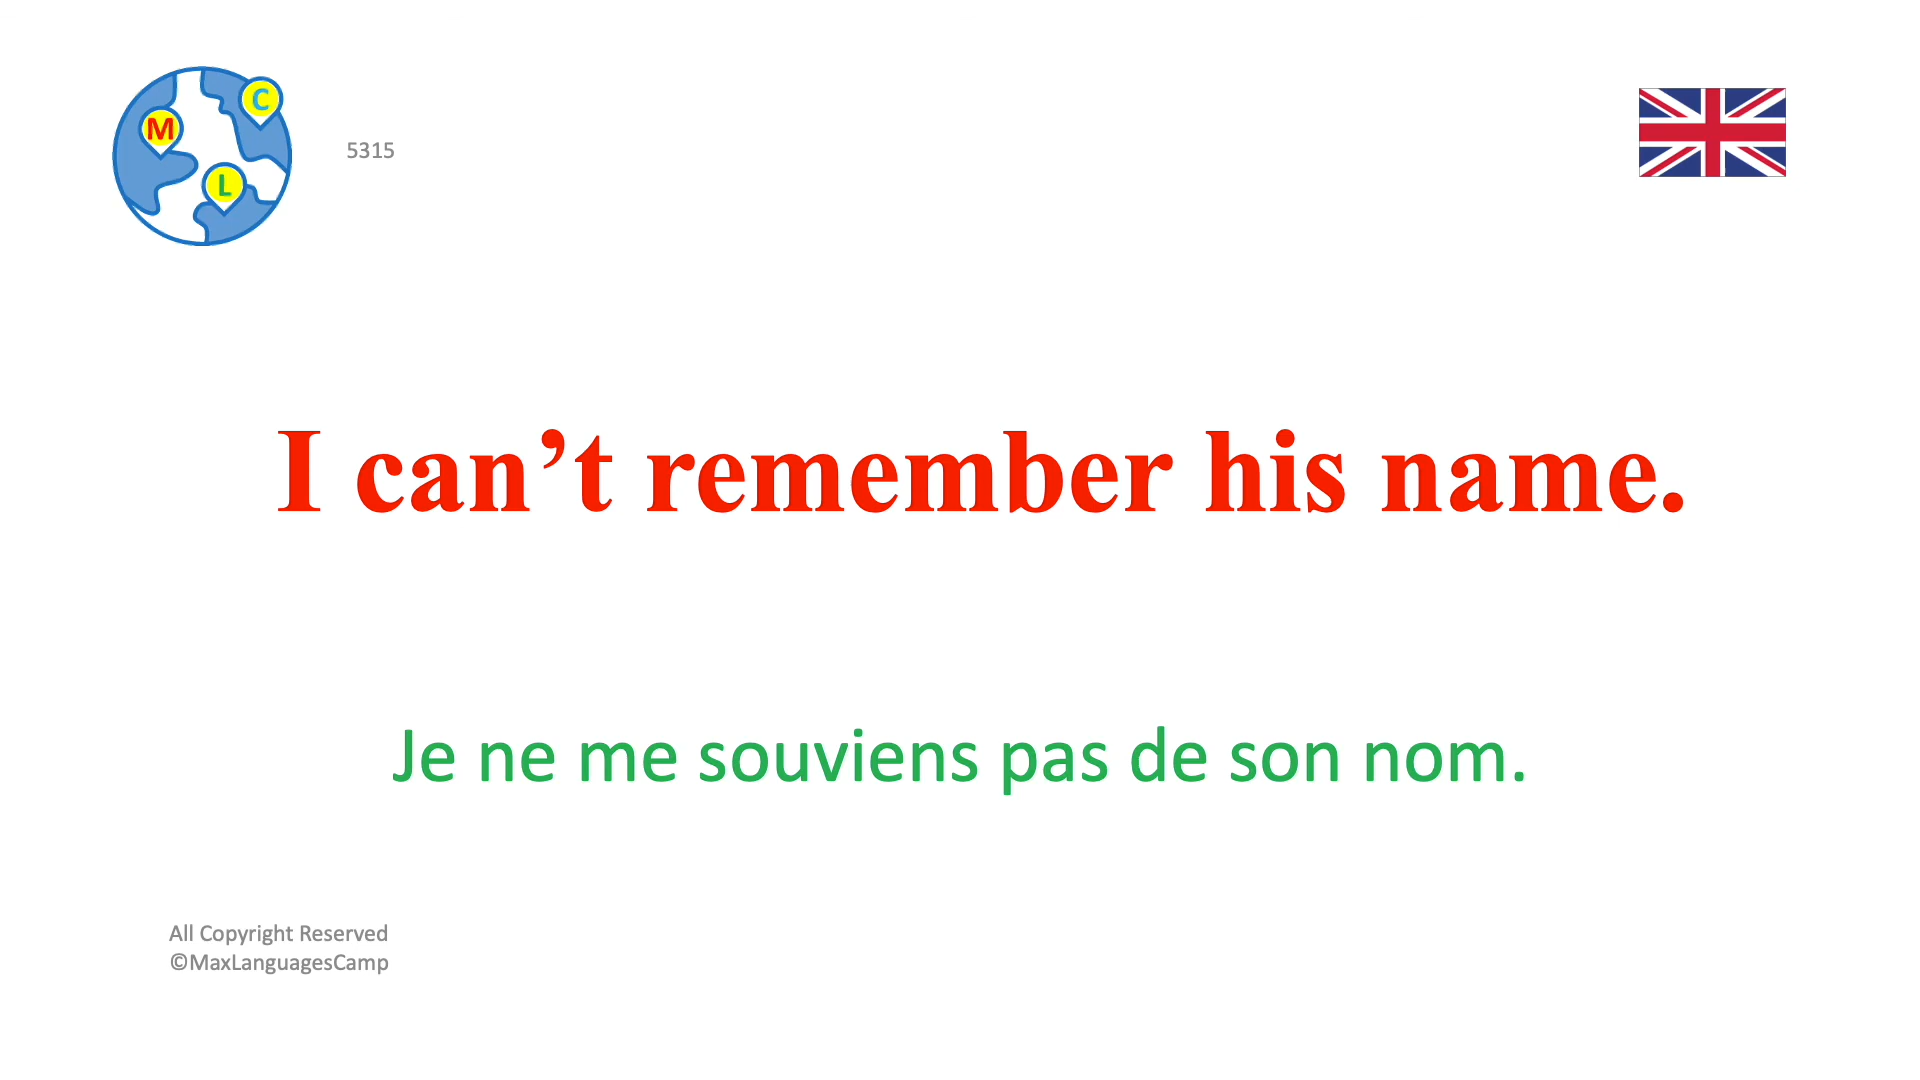 C
M
L
5315
I can’t remember his name.
Je ne me souviens pas de son nom.
All Copyright Reserved
©MaxLanguagesCamp